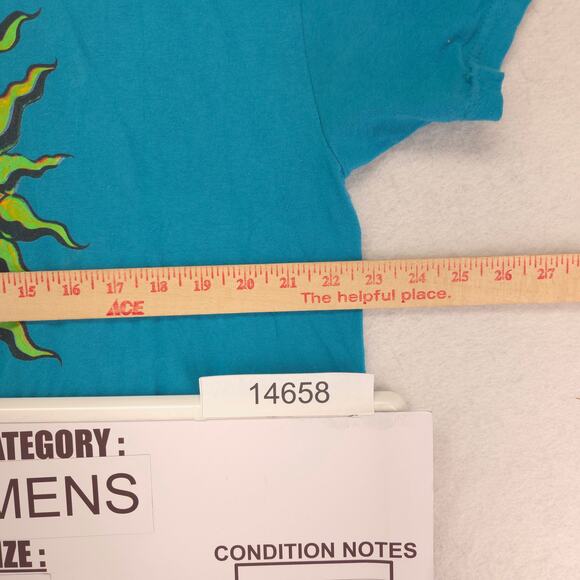 15 16 17 18 19 20 21 22 23 24 25 26 27
ACE The helpful place.
14658
ATEGORY :
MENS
IZE :
CONDITION NOTES